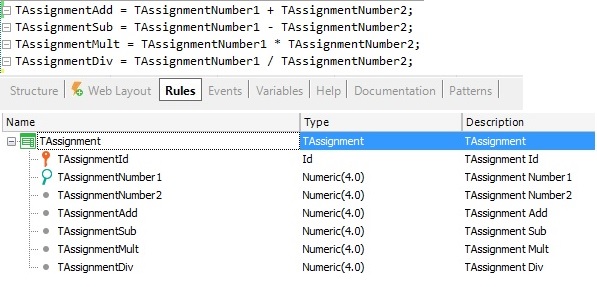 TAssignmentAdd = TAssignmentNumber1 + TAssignmentNumber2;
TAssignmentSub = TAssignmentNumber1 - TAssignmentNumber2;
TAssignmentMult = TAssignmentNumber1 * TAssignmentNumber2;
TAssignmentDiv = TAssignmentNumber1 / TAssignmentNumber2;
Structure Web Layout Rules Events Variables Help Documentation Patterns
Name Type Description
TAssignment TAssignment TAssignment
TAssignmentId Id TAssignment Id
TAssignmentNumber1 Numeric(4.0) TAssignment Number1
TAssignmentNumber2 Numeric(4.0) TAssignment Number2
TAssignmentAdd Numeric(4.0) TAssignment Add
TAssignmentSub Numeric(4.0) TAssignment Sub
TAssignmentMult Numeric(4.0) TAssignment Mult
TAssignmentDiv Numeric(4.0) TAssignment Div